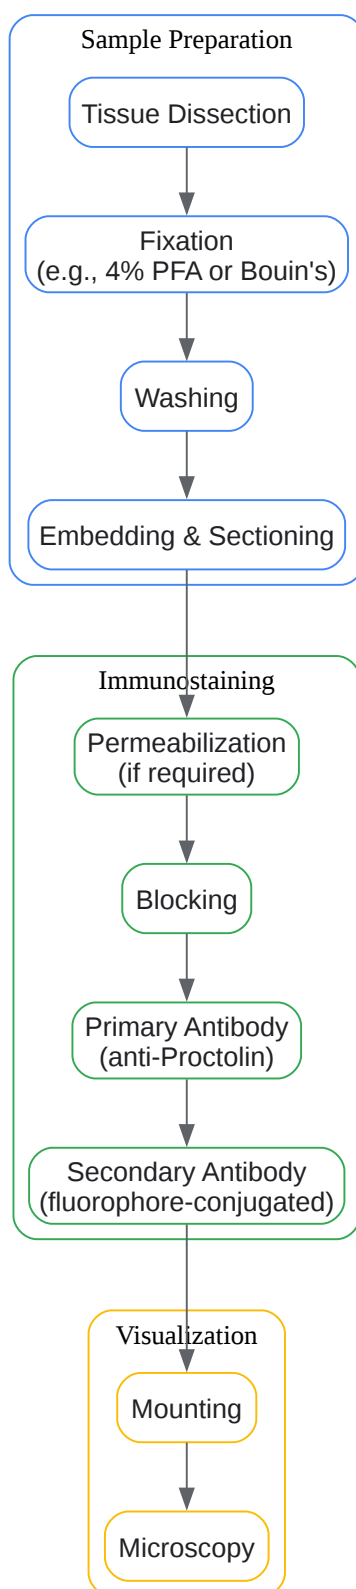 Sample Preparation
Tissue Dissection
Fixation
(e.g., 4% PFA or Bouin's)
Washing
Embedding & Sectioning
Immunostaining
Permeabilization
(if required)
Blocking
Primary Antibody
(anti-Proctolin)
Secondary Antibody
(fluorophore-conjugated)
Visualization
Mounting
Microscopy